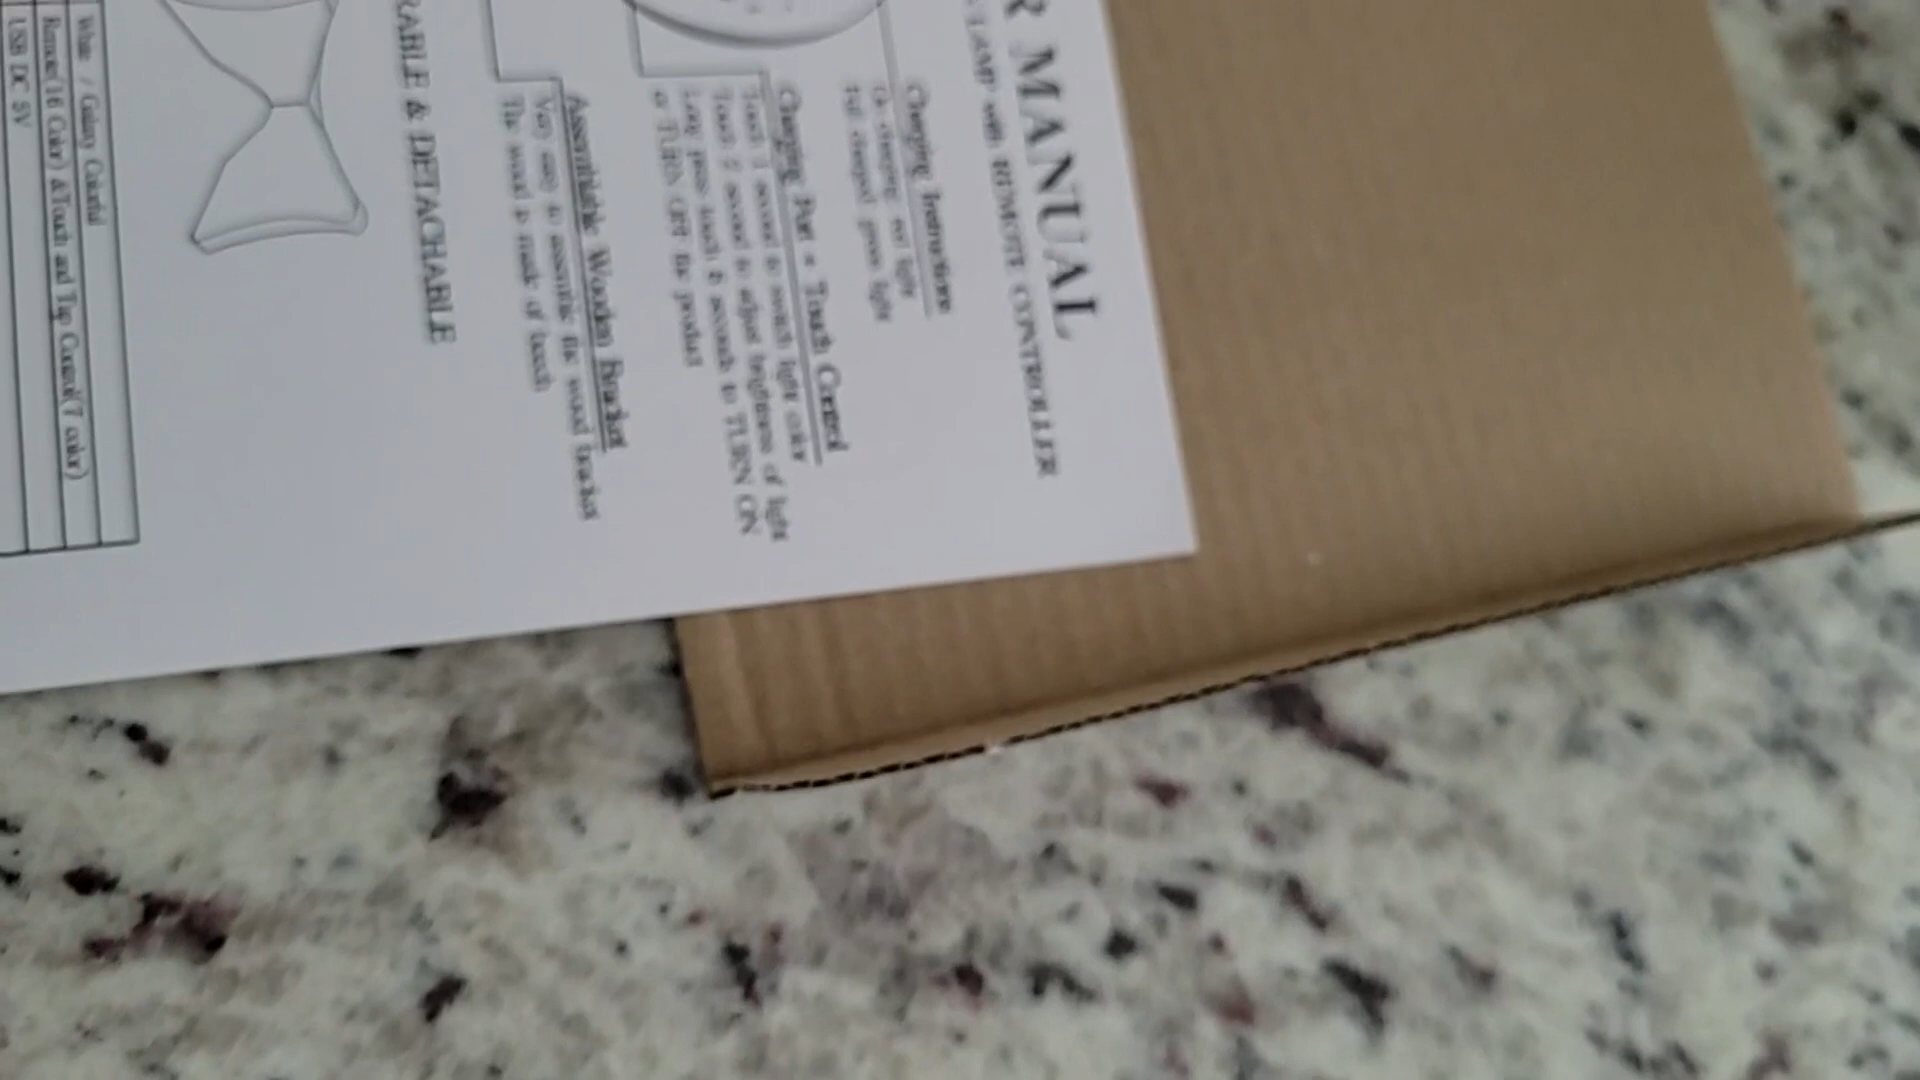 R MANUAL
LAMP with REMOTE CONTROLLER
Charging Instructions
Charging Port + Touch Control
Touch 1 second to switch light color
Touch 2 second to adjust brightness of light
Long press touch to TURN ON
or TURN OFF the product
Assemblable Wooden Bracket
Very easy to assemble the wood bracket
The wood is made of beech
RABLE & DETACHABLE
White / Galaxy Colorful
Remote(16 Color) &Touch and Tap Control(7 color)
USB DC 5V